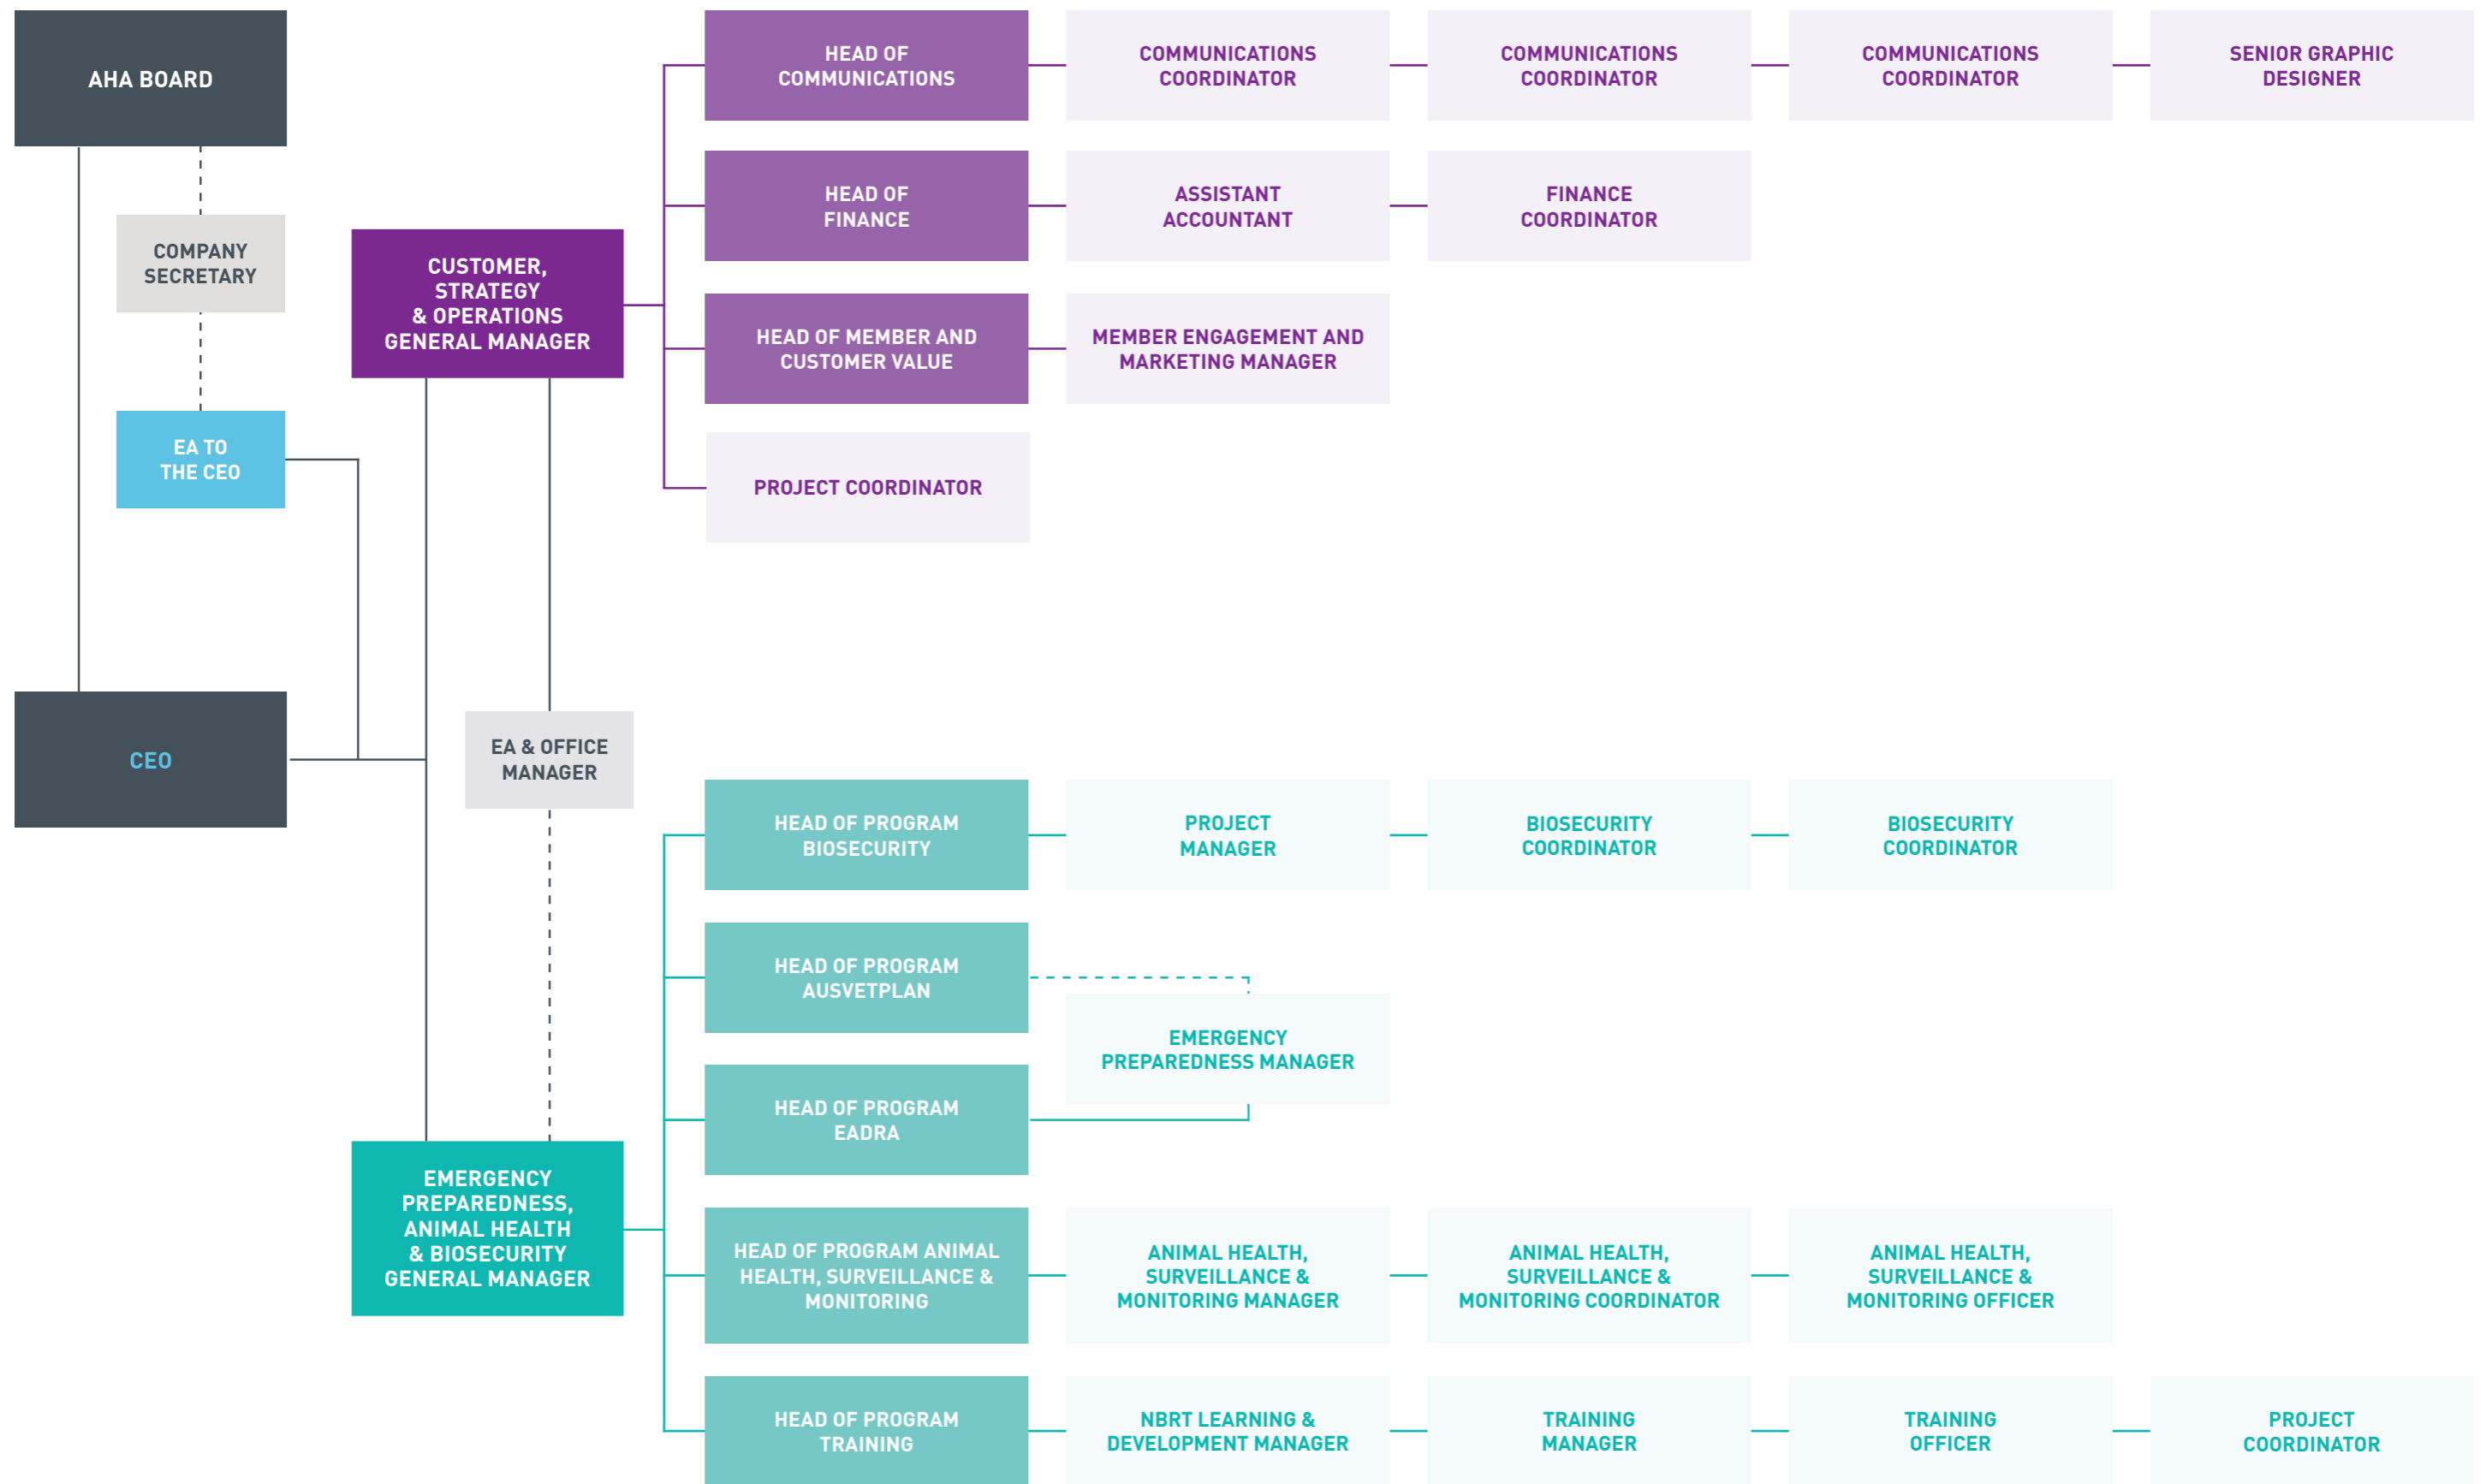 AHA BOARD
COMPANY
SECRETARY
EA TO
THE CEO
CEO
CUSTOMER,
STRATEGY
& OPERATIONS
GENERAL MANAGER
EA & OFFICE
MANAGER
EMERGENCY
PREPAREDNESS,
ANIMAL HEALTH
& BIOSECURITY
GENERAL MANAGER
HEAD OF
COMMUNICATIONS
COMMUNICATIONS
COORDINATOR
COMMUNICATIONS
COORDINATOR
COMMUNICATIONS
COORDINATOR
SENIOR GRAPHIC
DESIGNER
HEAD OF
FINANCE
ASSISTANT
ACCOUNTANT
FINANCE
COORDINATOR
HEAD OF MEMBER AND
CUSTOMER VALUE
MEMBER ENGAGEMENT AND
MARKETING MANAGER
PROJECT COORDINATOR
HEAD OF PROGRAM
BIOSECURITY
PROJECT
MANAGER
BIOSECURITY
COORDINATOR
BIOSECURITY
COORDINATOR
HEAD OF PROGRAM
AUSVETPLAN
EMERGENCY
PREPAREDNESS MANAGER
HEAD OF PROGRAM
EADRA
HEAD OF PROGRAM ANIMAL
HEALTH, SURVEILLANCE &
MONITORING
ANIMAL HEALTH,
SURVEILLANCE &
MONITORING MANAGER
ANIMAL HEALTH,
SURVEILLANCE &
MONITORING COORDINATOR
ANIMAL HEALTH,
SURVEILLANCE &
MONITORING OFFICER
HEAD OF PROGRAM
TRAINING
NBRT LEARNING &
DEVELOPMENT MANAGER
TRAINING
MANAGER
TRAINING
OFFICER
PROJECT
COORDINATOR